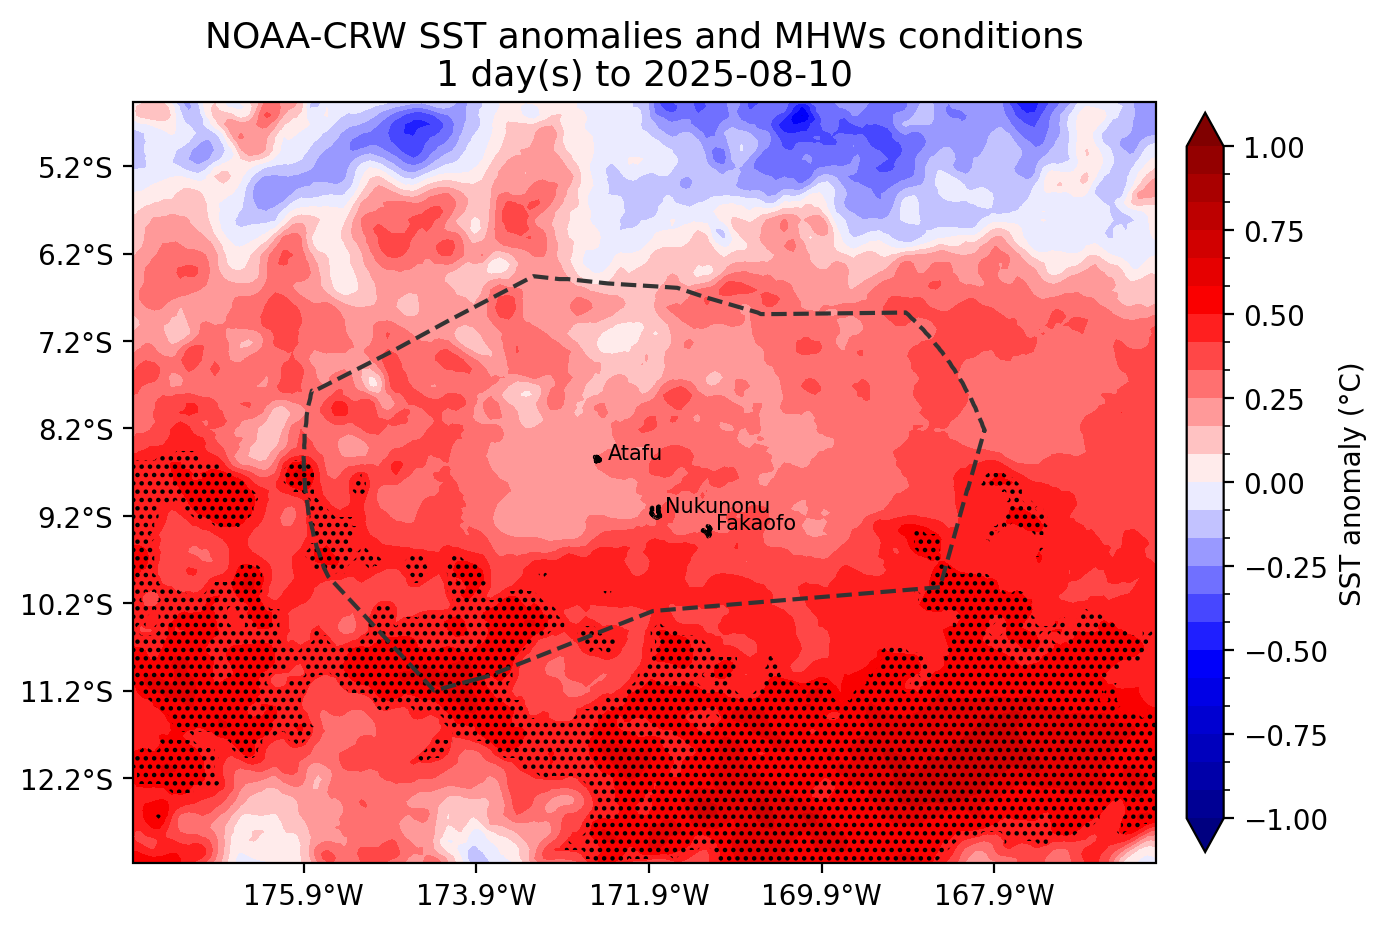 NOAA-CRW SST anomalies and MHWs conditions
1 day(s) to 2025-08-10
5.2°S
6.2°S
7.2°S
8.2°S
9.2°S
10.2°S
11.2°S
12.2°S
Atafu
Nukunonu
Fakaofo
175.9°W
173.9°W
171.9°W
169.9°W
167.9°W
1.00
0.75
0.50
0.25
0.00
−0.25
−0.50
−0.75
−1.00
SST anomaly (°C)